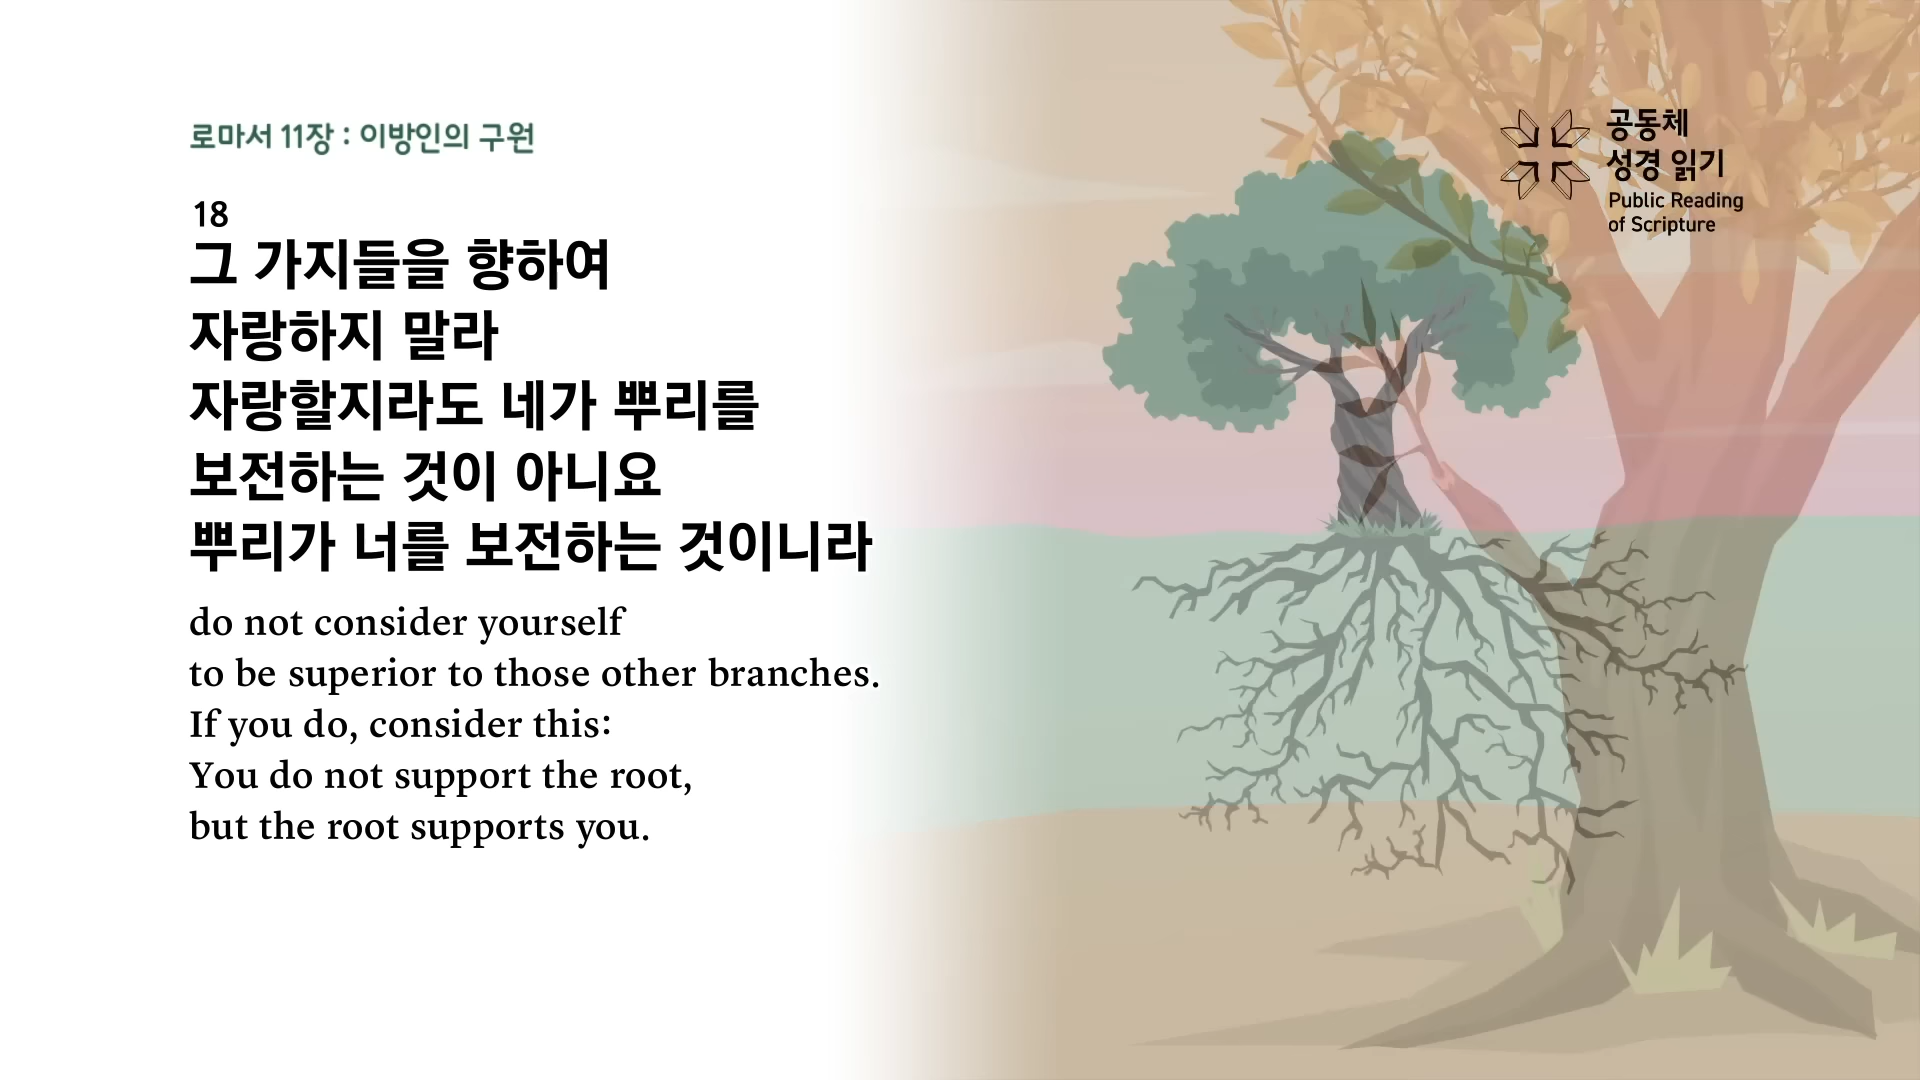 로마서 11장 : 이방인의 구원
18
그 가지들을 향하여
자랑하지 말라
자랑할지라도 네가 뿌리를
보전하는 것이 아니요
뿌리가 너를 보전하는 것이니라
do not consider yourself
to be superior to those other branches.
If you do, consider this:
You do not support the root,
but the root supports you.
공동체
성경 읽기
Public Reading
of Scripture